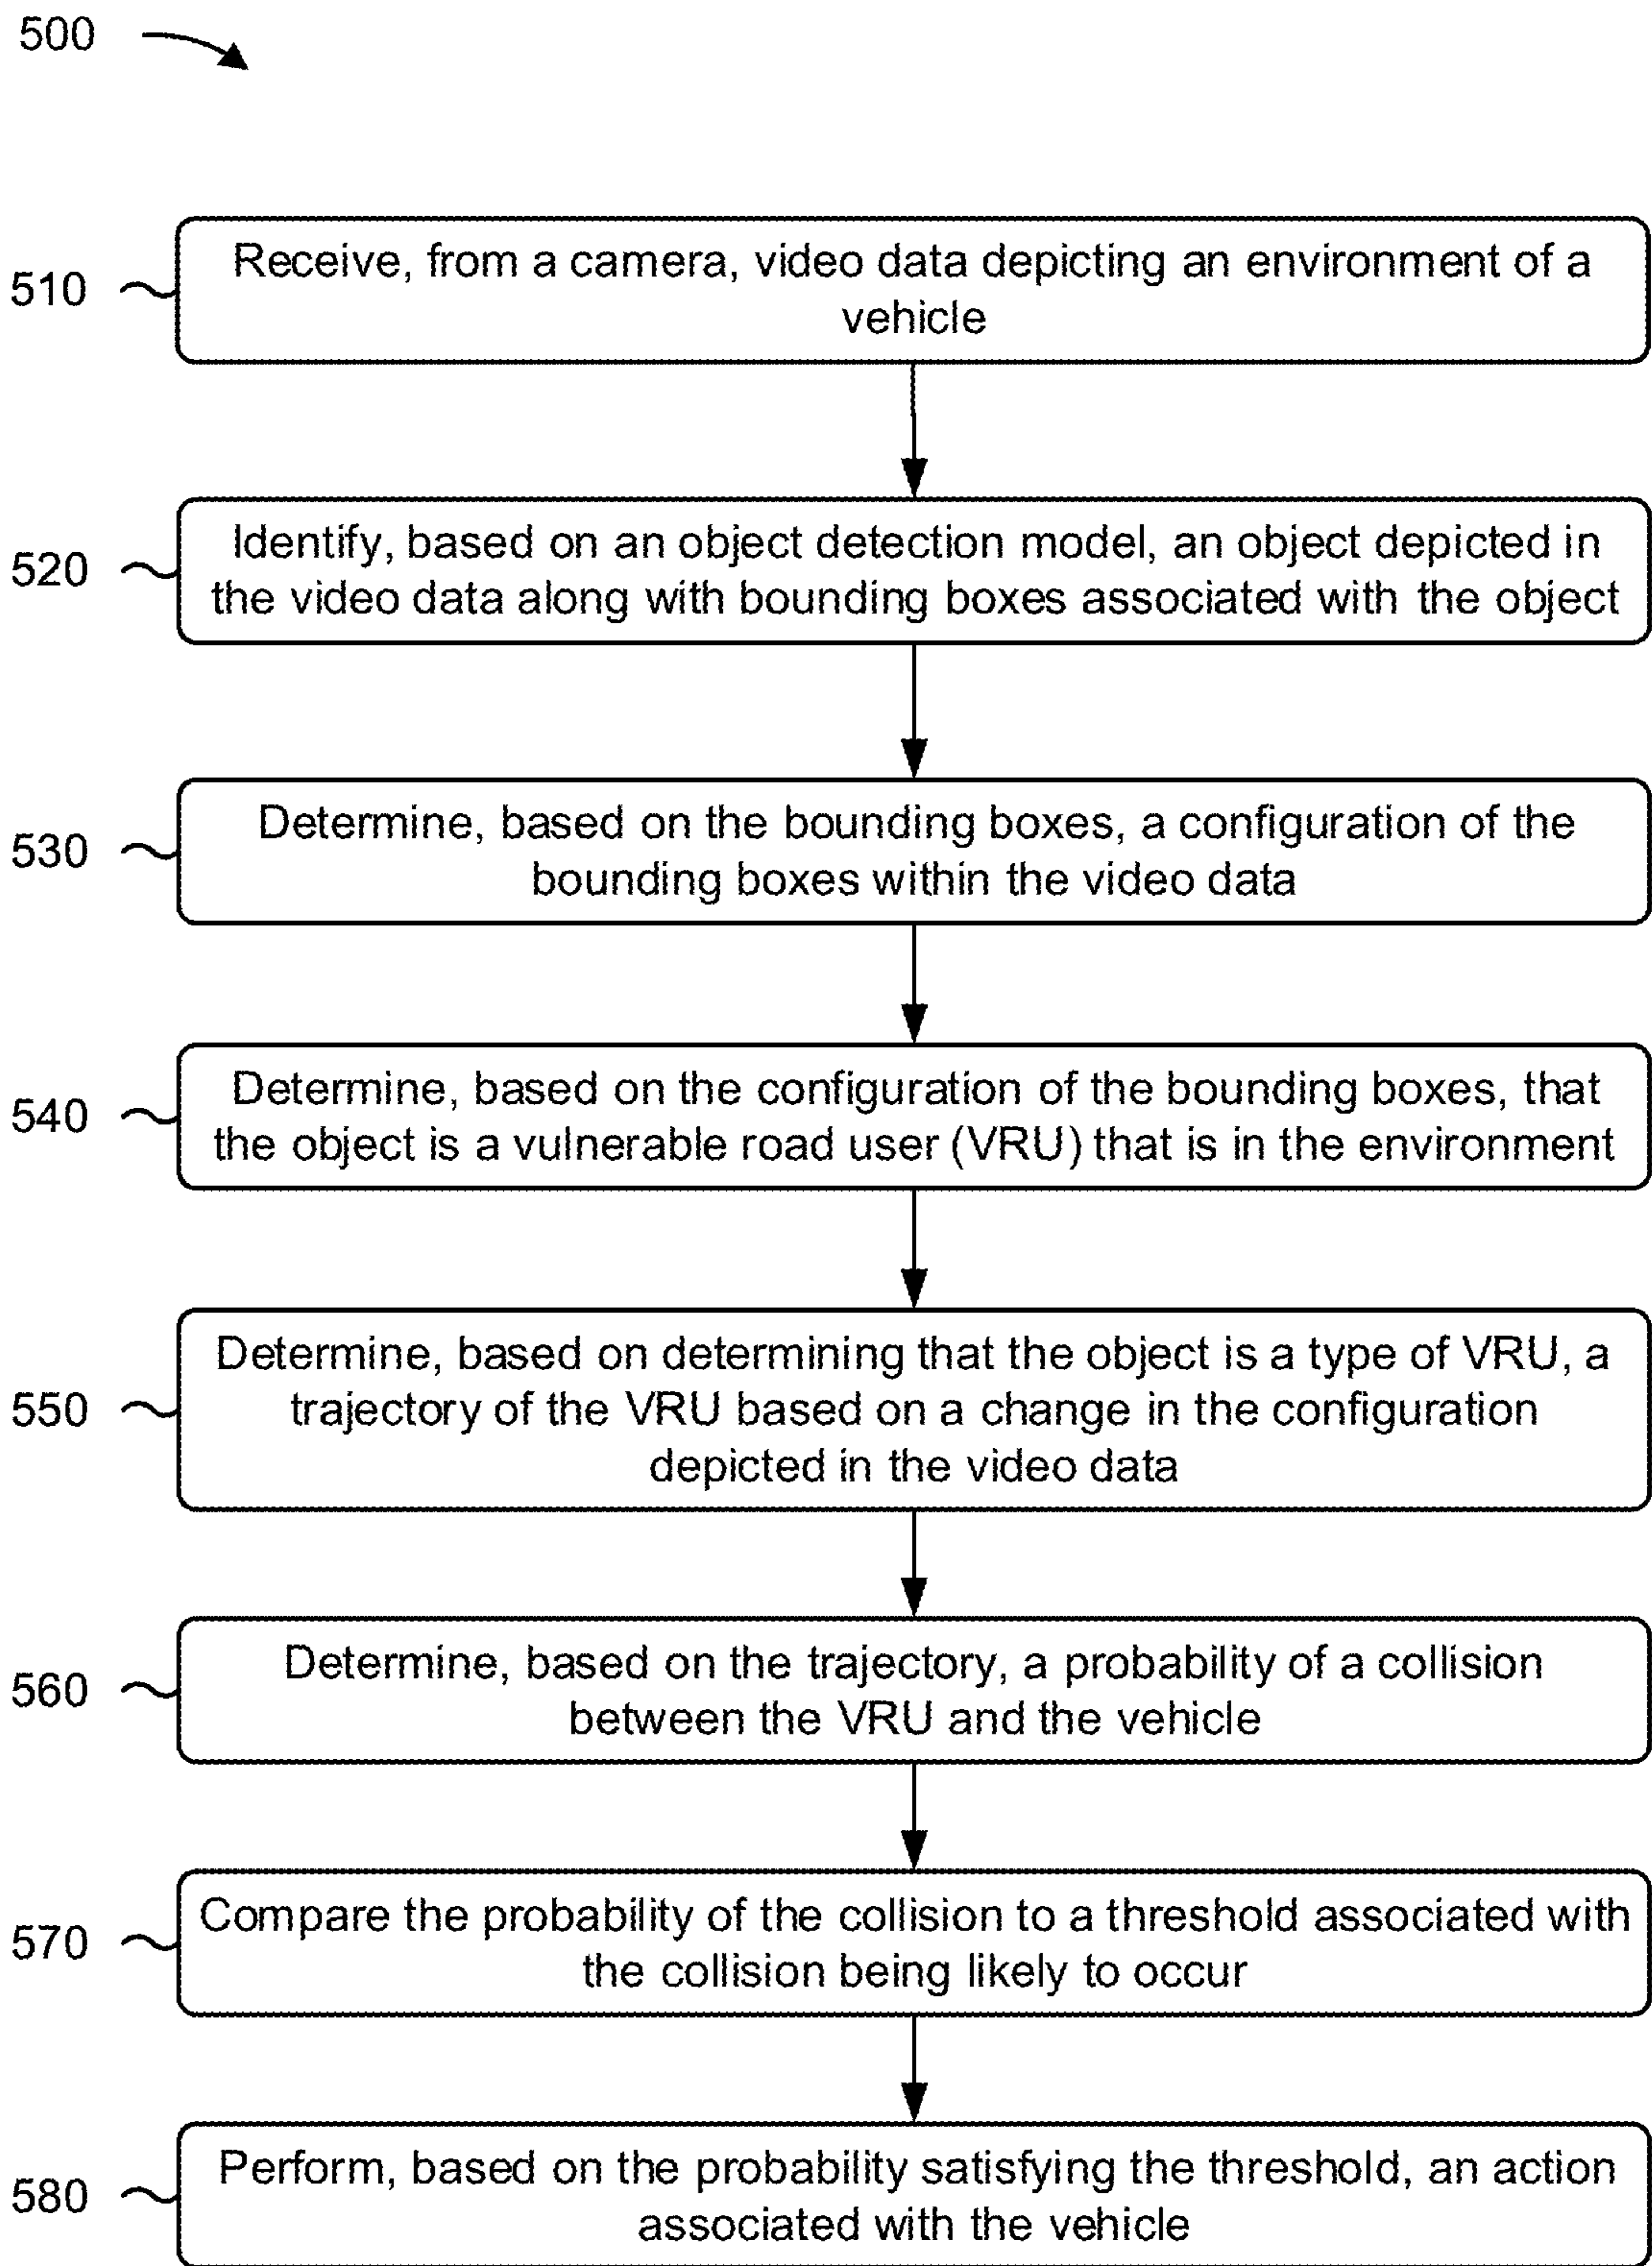 500
510
Receive, from a camera, video data depicting an environment of a
vehicle
520
Identify, based on an object detection model, an object depicted in
the video data along with bounding boxes associated with the object
530
Determine, based on the bounding boxes, a configuration of the
bounding boxes within the video data
540
Determine, based on the configuration of the bounding boxes, that
the object is a vulnerable road user (VRU) that is in the environment
550
Determine, based on determining that the object is a type of VRU, a
trajectory of the VRU based on a change in the configuration
depicted in the video data
560
Determine, based on the trajectory, a probability of a collision
between the VRU and the vehicle
570
Compare the probability of the collision to a threshold associated with
the collision being likely to occur
580
Perform, based on the probability satisfying the threshold, an action
associated with the vehicle